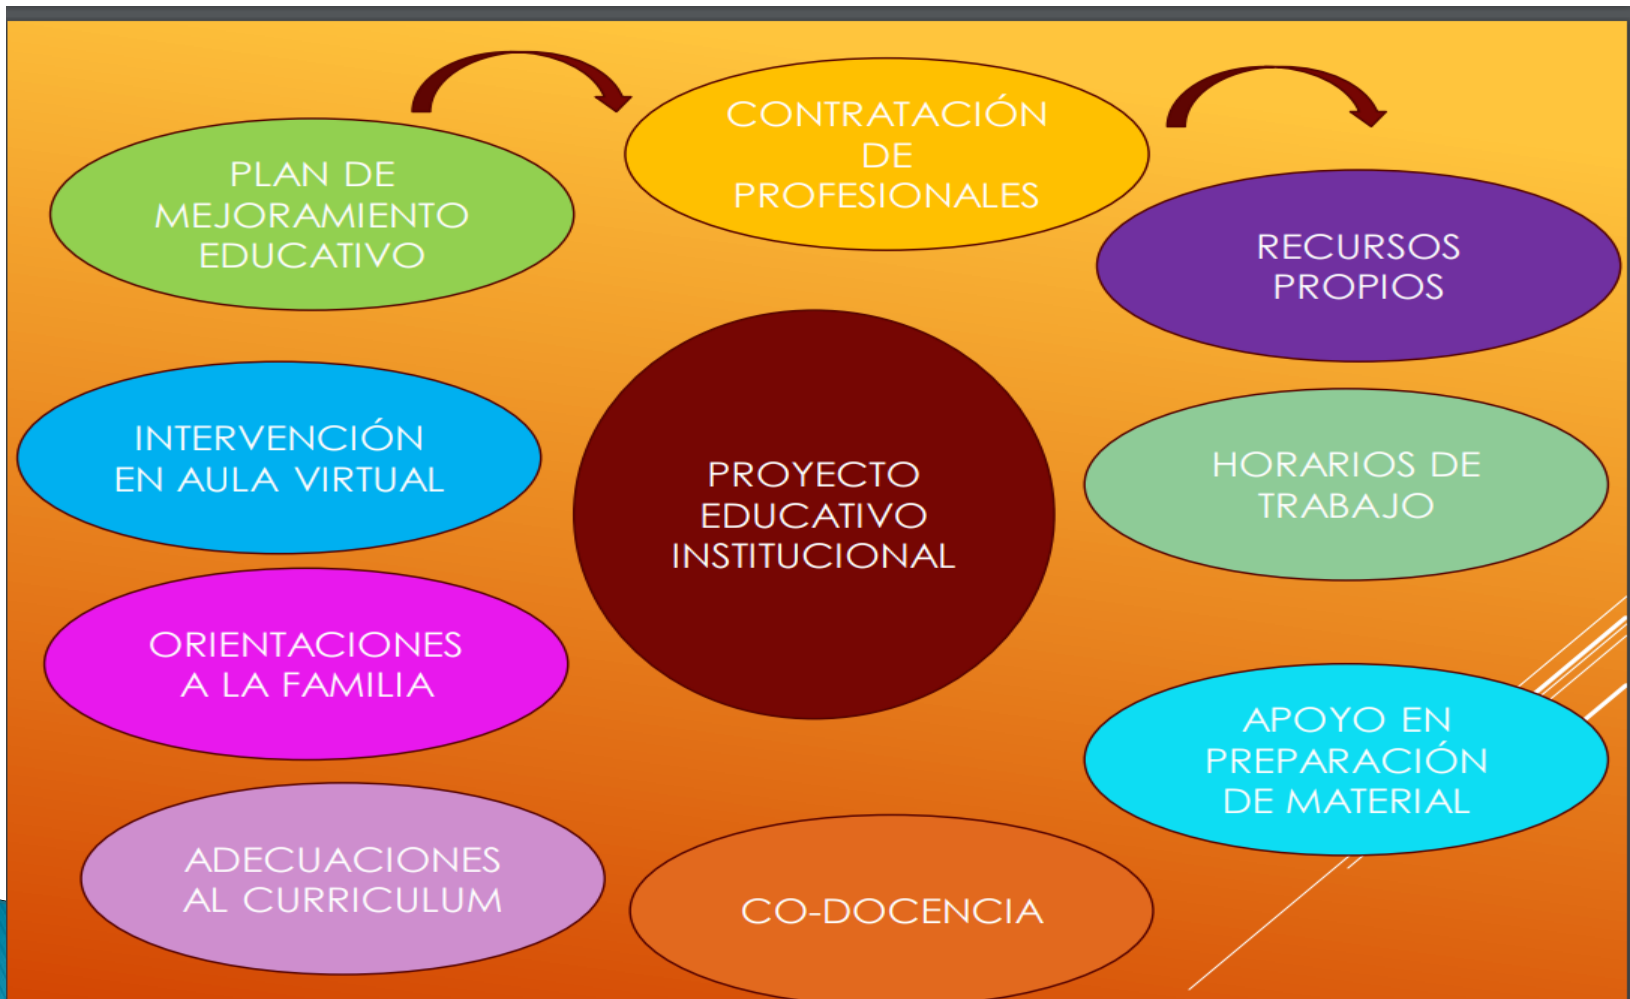 PLAN DE
MEJORAMIENTO
EDUCATIVO
CONTRATACIÓN
DE
PROFESIONALES
RECURSOS
PROPIOS
INTERVENCIÓN
EN AULA VIRTUAL
PROYECTO
EDUCATIVO
INSTITUCIONAL
HORARIOS DE
TRABAJO
ORIENTACIONES
A LA FAMILIA
APOYO EN
PREPARACIÓN
DE MATERIAL
ADECUACIONES
AL CURRICULUM
CO-DOCENCIA